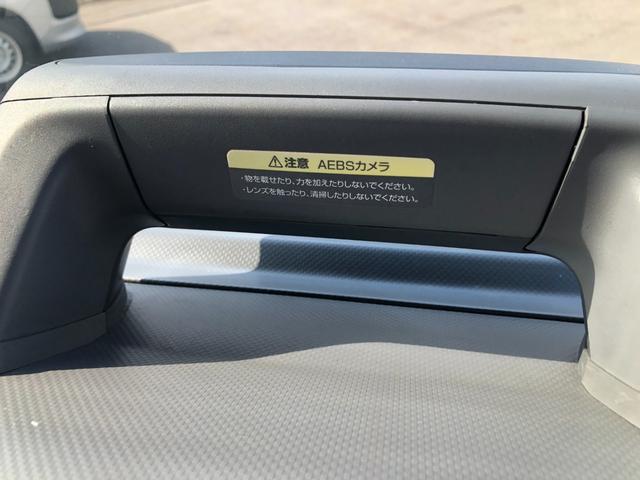 ⚠注意 AEBSカメラ
・物を載せたり、力を加えたりしないでください。
・レンズを触ったり、清掃したりしないでください。